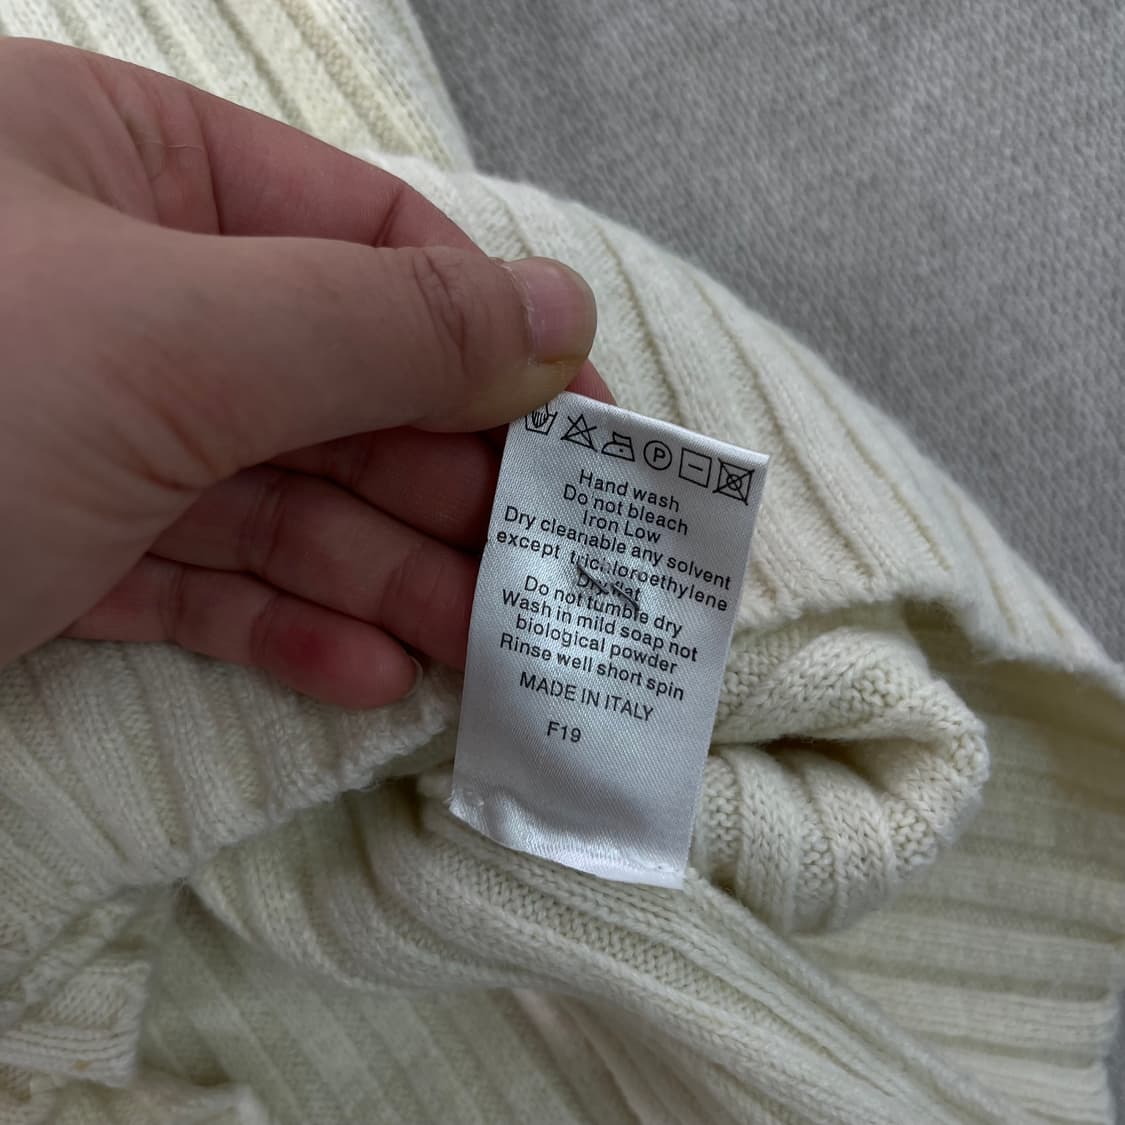 P
Hand wash
Do not bleach
Iron Low
Dry cleanable any solvent
except trichloroethylene
Dry flat
Do not tumble dry
Wash in mild soap not
biological powder
Rinse well short spin
MADE IN ITALY
F19